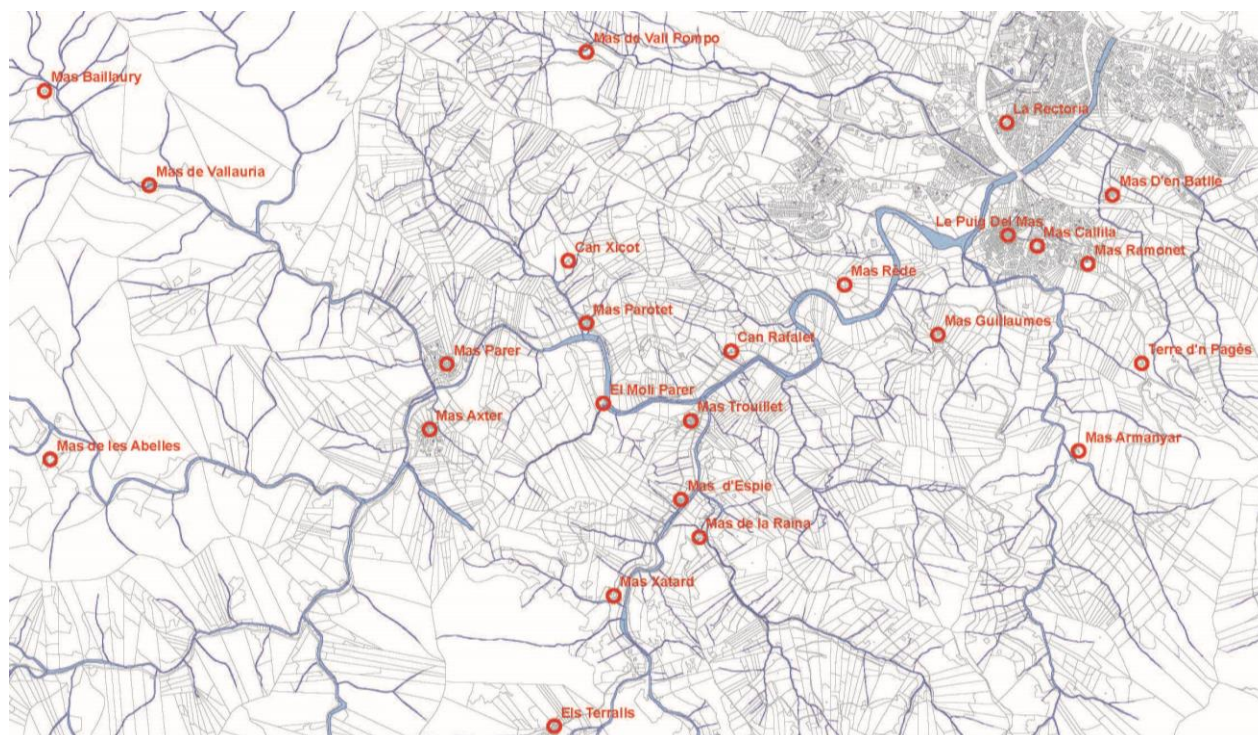 Mas de Vall Pompo
Mas Baillaury
La Rectoria
Mas de Vallauria
Mas D'en Batlle
Le Puig Del Mas
Mas Callila
Can Xicot
Mas Ramonet
Mas Rède
Mas Parotet
Mas Guillaumes
Can Rafalet
Mas Parer
Terre d'n Pagès
El Moli Parer
Mas Trouillet
Mas Axter
Mas de les Abelles
Mas Armanyar
Mas d'Espie
Mas de la Raina
Mas Xatard
Els Terralls